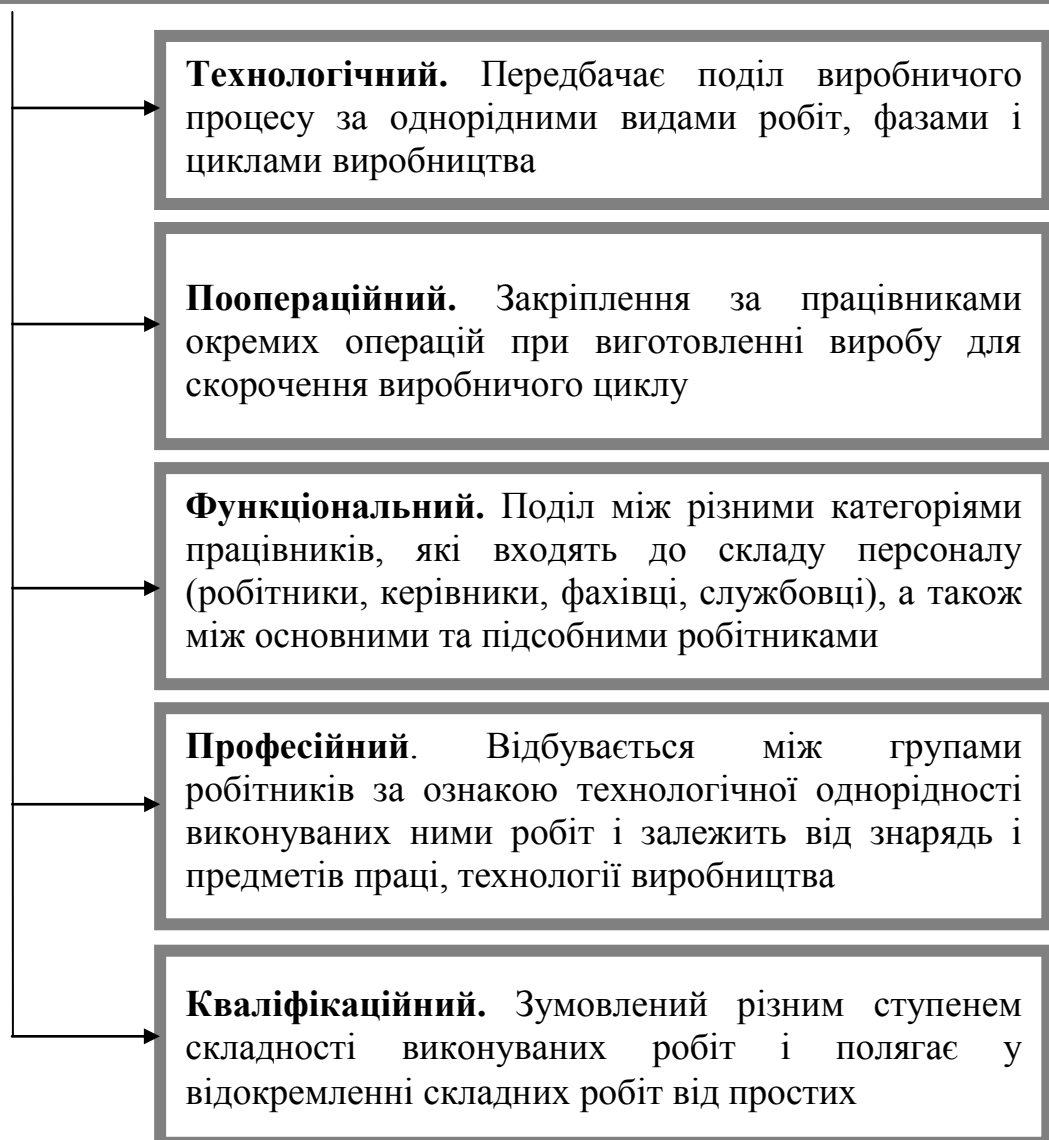 Технологічний. Передбачає поділ виробничого
процесу за однорідними видами робіт, фазами і
циклами виробництва
Поопераційний. Закріплення за працівниками
окремих операцій при виготовленні виробу для
скорочення виробничого циклу
Функціональний. Поділ між різними категоріями
працівників, які входять до складу персоналу
(робітники, керівники, фахівці, службовці), а також
між основними та підсобними робітниками
Професійний. Відбувається між групами
робітників за ознакою технологічної однорідності
виконуваних ними робіт і залежить від знарядь і
предметів праці, технології виробництва
Кваліфікаційний. Зумовлений різним ступенем
складності виконуваних робіт і полягає у
відокремленні складних робіт від простих